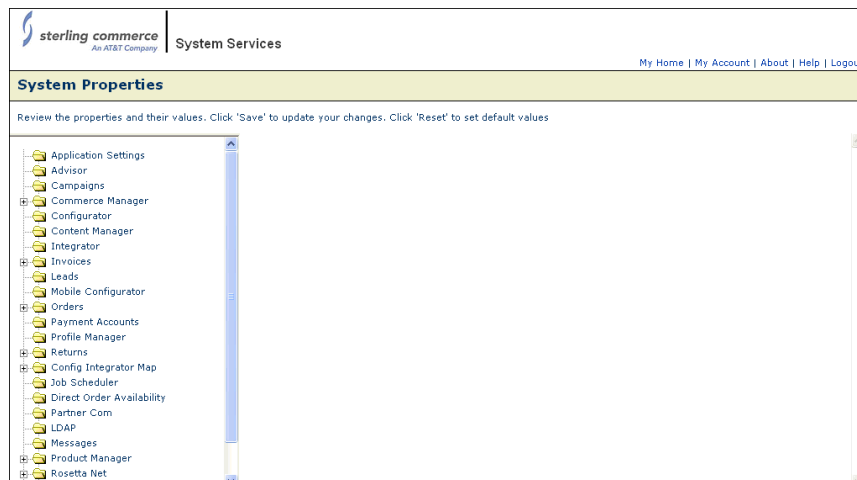 sterling commerce
An AT&T Company
System Services
My Home | My Account | About | Help | Logou
System Properties
Review the properties and their values. Click 'Save' to update your changes. Click 'Reset' to set default values
Application Settings
Advisor
Campaigns
Commerce Manager
Configurator
Content Manager
Integrator
Invoices
Leads
Mobile Configurator
Orders
Payment Accounts
Profile Manager
Returns
Config Integrator Map
Job Scheduler
Direct Order Availability
Partner Com
LDAP
Messages
Product Manager
Rosetta Net